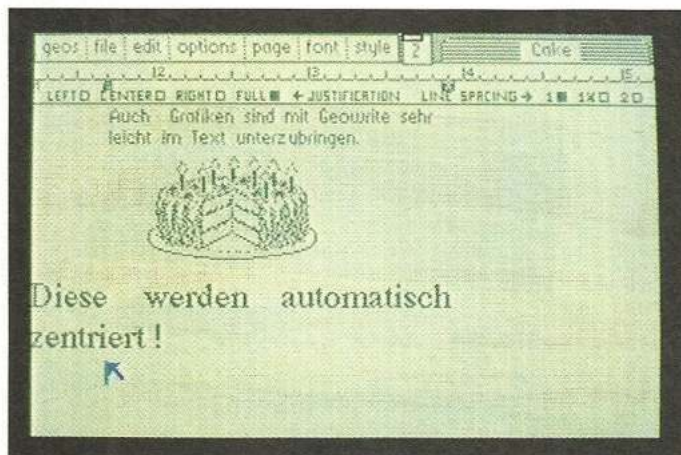 geos file edit options page font style 2 Cake
12 13 14 15
LEFT CENTER RIGHT FULL ← JUSTIFICATION LINE SPACING → 1 1½ 2
Auch Grafiken sind mit Geowrite sehr
leicht im Text unterzubringen.
Diese werden automatisch
zentriert!